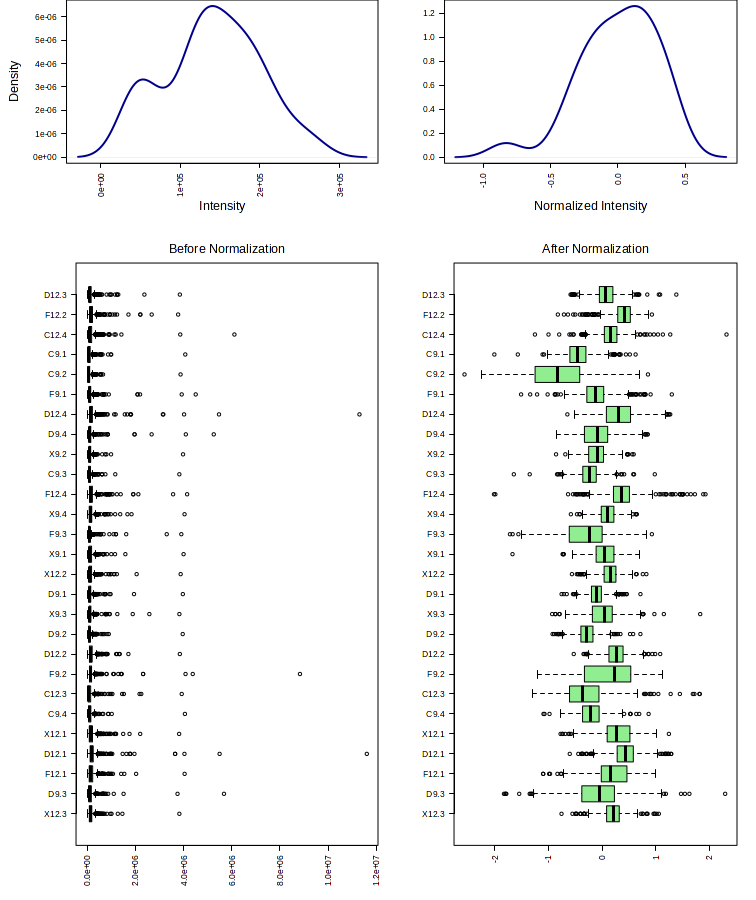 Density
6e-06
5e-06
4e-06
3e-06
2e-06
1e-06
0e+00
0e+00
1e+05
2e+05
3e+05
Intensity
1.2
1.0
0.8
0.6
0.4
0.2
0.0
-1.0
-0.5
0.0
0.5
Normalized Intensity
Before Normalization
D12.3
F12.2
C12.4
C9.1
C9.2
F9.1
D12.4
D9.4
X9.2
C9.3
F12.4
X9.4
F9.3
X9.1
X12.2
D9.1
X9.3
D9.2
D12.2
F9.2
C12.3
C9.4
X12.1
D12.1
F12.1
D9.3
X12.3
0.0e+00
2.0e+06
4.0e+06
6.0e+06
8.0e+06
1.0e+07
1.2e+07
After Normalization
D12.3
F12.2
C12.4
C9.1
C9.2
F9.1
D12.4
D9.4
X9.2
C9.3
F12.4
X9.4
F9.3
X9.1
X12.2
D9.1
X9.3
D9.2
D12.2
F9.2
C12.3
C9.4
X12.1
D12.1
F12.1
D9.3
X12.3
-2
-1
0
1
2